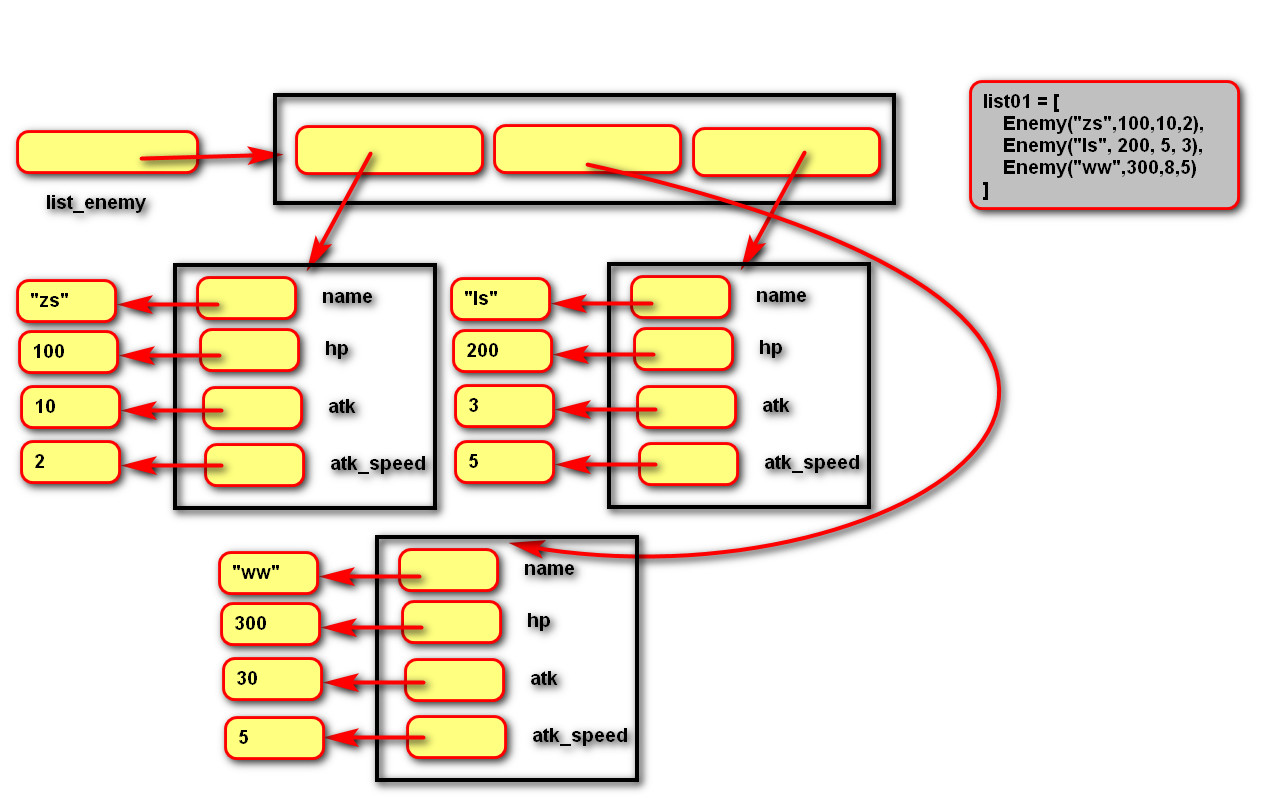 list01 = [
    Enemy("zs",100,10,2),
    Enemy("ls", 200, 5, 3),
    Enemy("ww",300,8,5)
]
list_enemy
"zs"
name
100
hp
10
atk
2
atk_speed
"ls"
name
200
hp
3
atk
5
atk_speed
"ww"
name
300
hp
30
atk
5
atk_speed